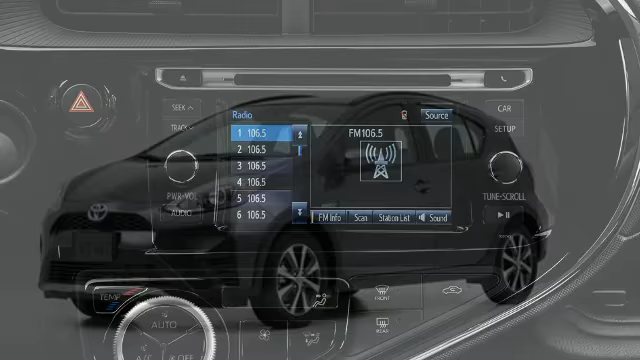 SEEK
CAR
Radio
Source
TRACK
SETUP
1 106.5
FM106.5
2 106.5
3 106.5
4 106.5
PWR-VOL
TUNE-SCROLL
5 106.5
AUDIO
6 106.5
FM Info
Scan
Station List
Sound
TEMP
FRONT
AUTO
REAR
A/C
OFF